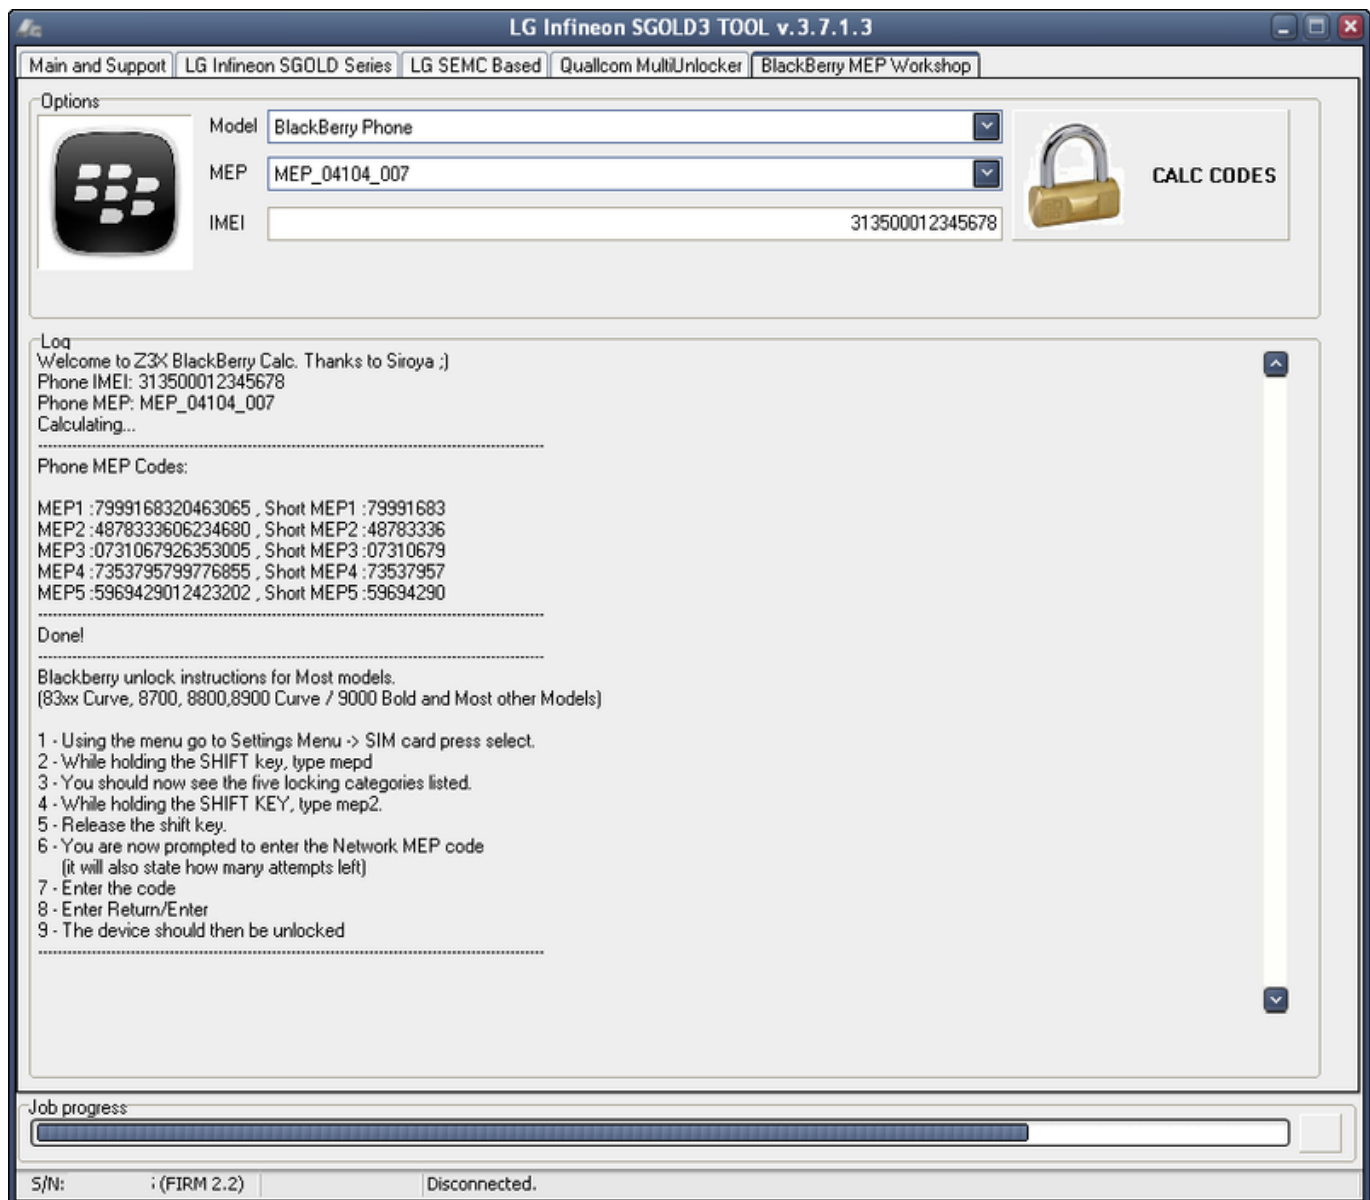 LG Infineon SGOLD3 TOOL v.3.7.1.3
Main and Support LG Infineon SGOLD Series LG SEMC Based Quallcom MultiUnlocker BlackBerry MEP Workshop
Options
Model BlackBerry Phone
MEP MEP_04104_007
CALC CODES
IMEI 313500012345678
Log
Welcome to Z3X BlackBerry Calc. Thanks to Siroya ;)
Phone IMEI: 313500012345678
Phone MEP: MEP_04104_007
Calculating...
Phone MEP Codes:
MEP1 :7999168320463065 , Short MEP1 :79991683
MEP2 :4878333606234680 , Short MEP2 :48783336
MEP3 :0731067926353005 , Short MEP3 :07310679
MEP4 :7353795799776855 , Short MEP4 :73537957
MEP5 :5969429012423202 , Short MEP5 :59694290
Done!
Blackberry unlock instructions for Most models.
(83xx Curve, 8700, 8800,8900 Curve / 9000 Bold and Most other Models)
1 - Using the menu go to Settings Menu -> SIM card press select.
2 - While holding the SHIFT key, type mepd
3 - You should now see the five locking categories listed.
4 - While holding the SHIFT KEY, type mep2.
5 - Release the shift key.
6 - You are now prompted to enter the Network MEP code
(it will also state how many attempts left)
7 - Enter the code
8 - Enter Return/Enter
9 - The device should then be unlocked
Job progress
S/N: (FIRM 2.2) Disconnected.